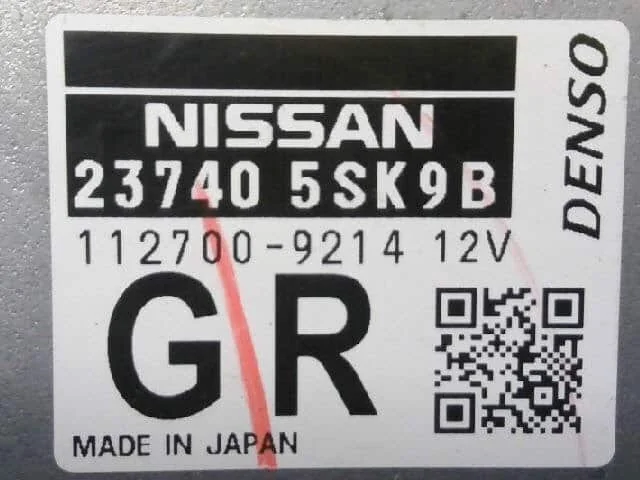 NISSAN
23740 5SK9B
112700-9214 12V
GR
MADE IN JAPAN
DENSO